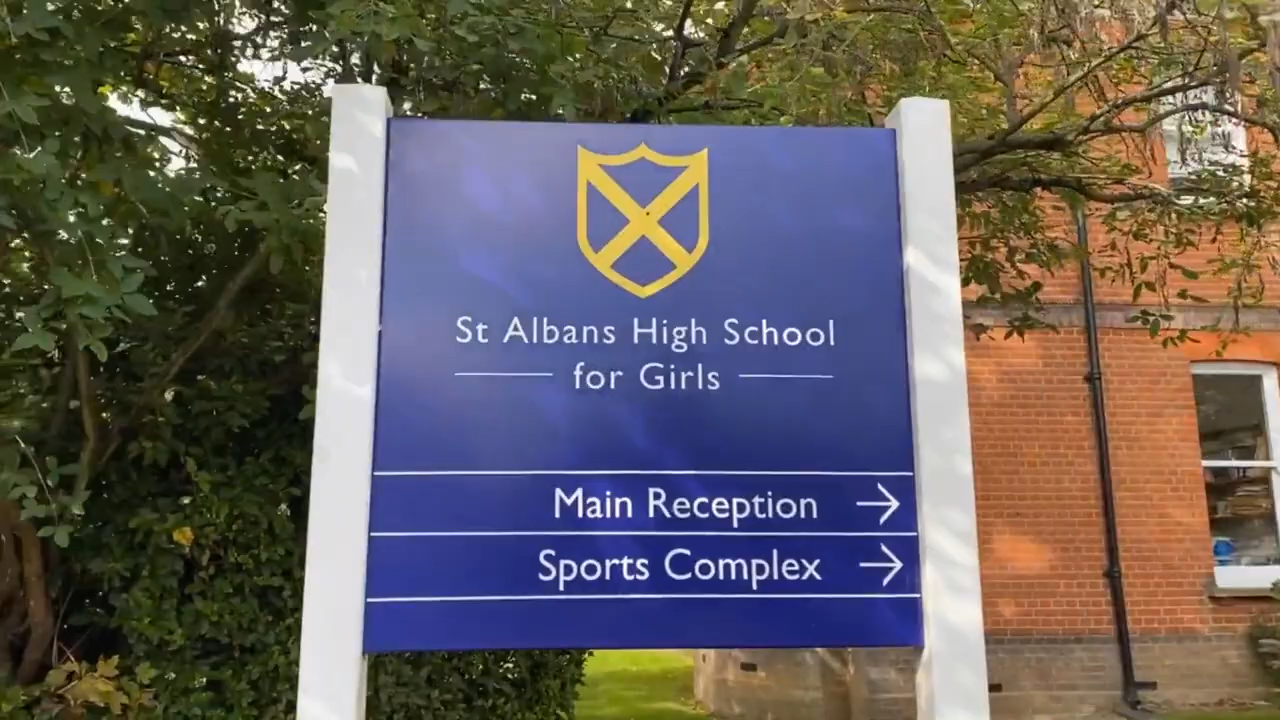 St Albans High School
for Girls
Main Reception →
Sports Complex →